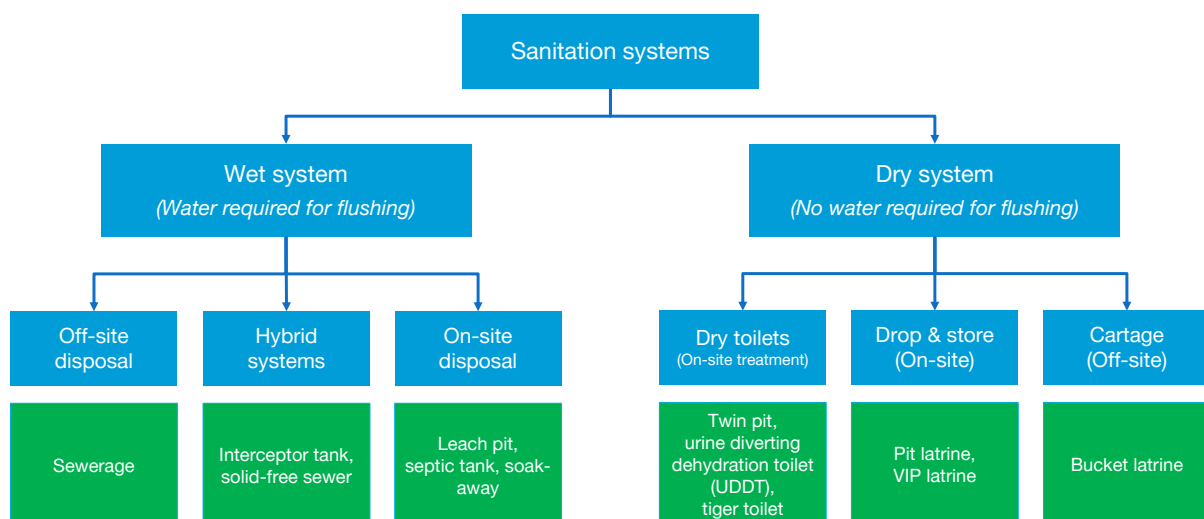 Sanitation systems
Wet system
(Water required for flushing)
Dry system
(No water required for flushing)
Off-site
disposal
Hybrid
systems
On-site
disposal
Dry toilets
(On-site treatment)
Drop & store
(On-site)
Cartage
(Off-site)
Sewerage
Interceptor tank,
solid-free sewer
Leach pit,
septic tank, soak-
away
Twin pit,
urine diverting
dehydration toilet
(UDDT),
tiger toilet
Pit latrine,
VIP latrine
Bucket latrine